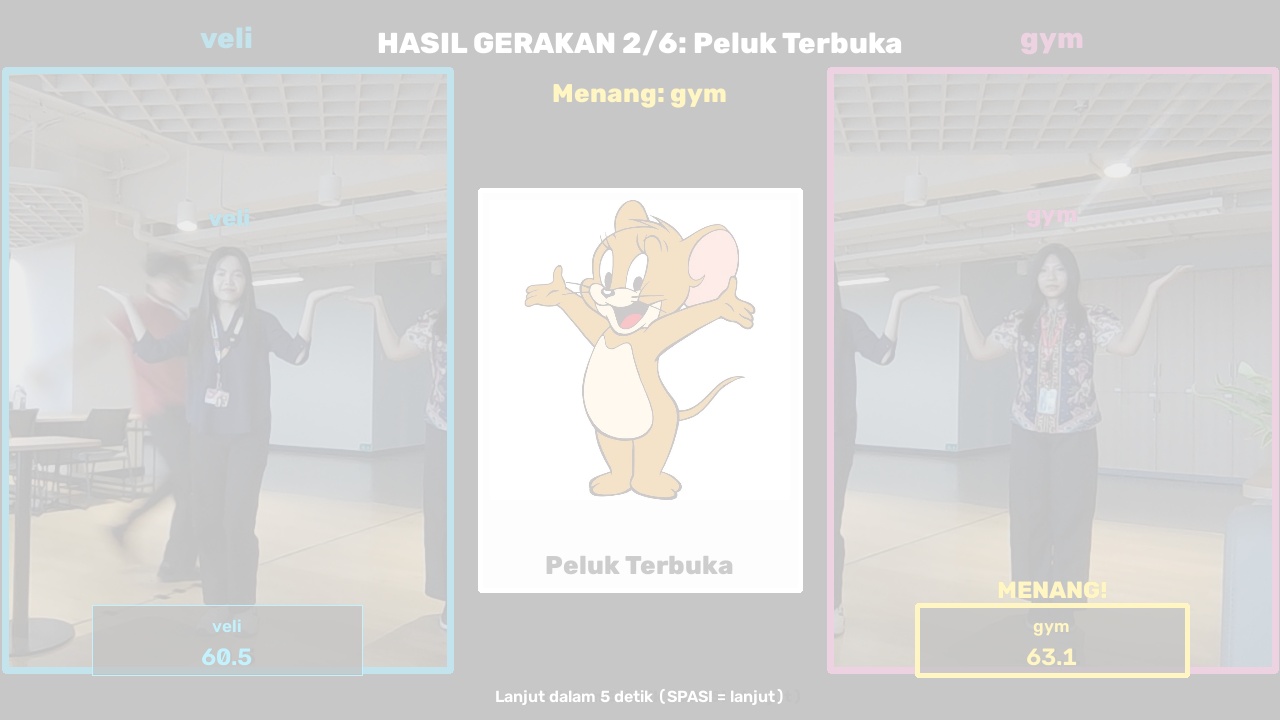 veli
HASIL GERAKAN 2/6: Peluk Terbuka
gym
Menang: gym
veli
gym
Peluk Terbuka
MENANG!
veli
60.5
gym
63.1
Lanjut dalam 5 detik (SPASI = lanjut)